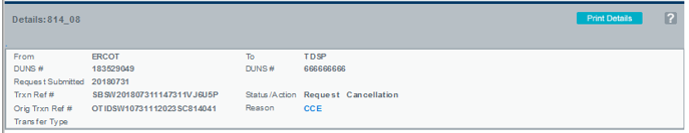 Details: 814_08
Print Details
?
From ERCOT To TDSP
DUNS # 183529049 DUNS # 666666666
Request Submitted 20180731
Trxn Ref # SBSW201807311147311VJ6U5P Status/Action Request Cancellation
Orig Trxn Ref # OTIDSW10731112023SC814041 Reason CCE
Transfer Type